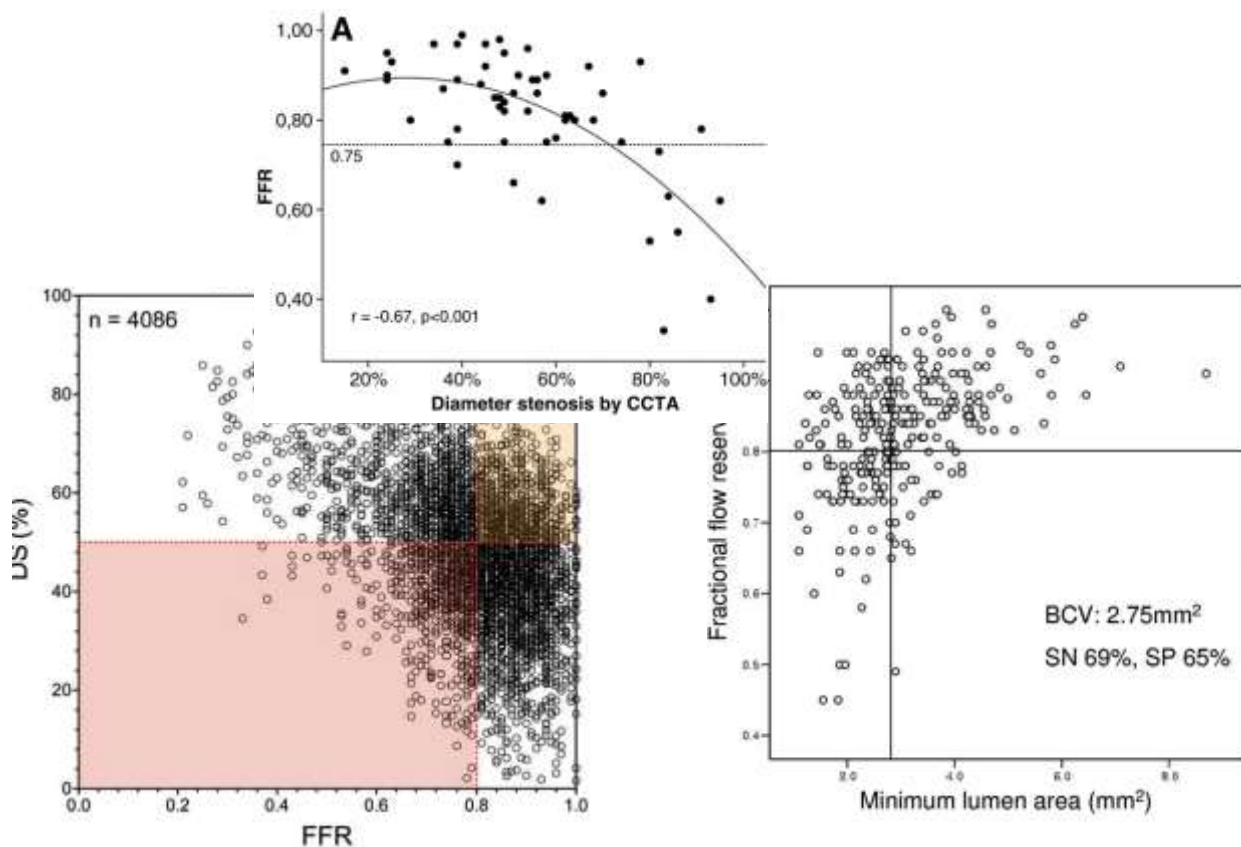 A
1,00
0,80
0.75
0,60
0,40
FFR
r = -0.67, p<0.001
20%
40%
60%
80%
100%
Diameter stenosis by CCTA
n = 4086
100
80
60
40
20
0
DS (%)
0.0
0.2
0.4
0.6
0.8
1.0
FFR
Fractional flow reser
0.8
0.7
0.6
0.5
0.4
BCV: 2.75mm²
SN 69%, SP 65%
2.0
4.0
6.0
8.0
Minimum lumen area (mm²)